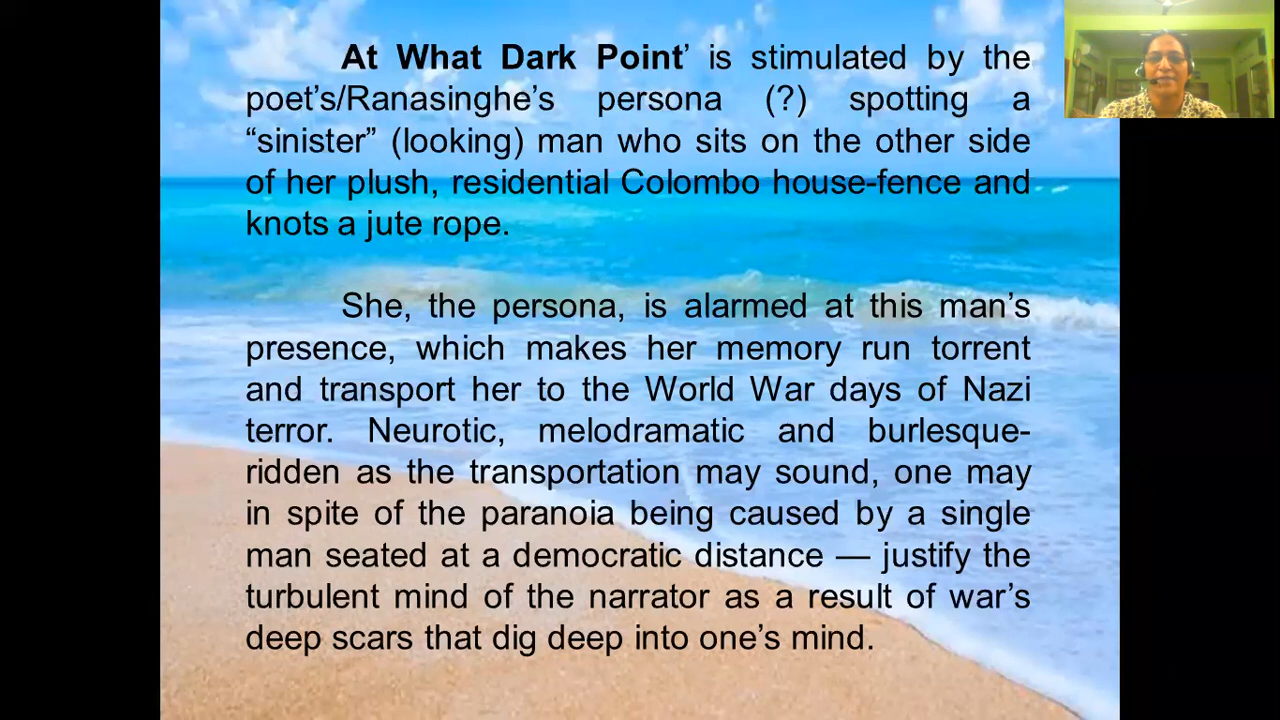 At What Dark Point’ is stimulated by the
poet’s/Ranasinghe’s persona (?) spotting a
“sinister” (looking) man who sits on the other side
of her plush, residential Colombo house-fence and
knots a jute rope.
She, the persona, is alarmed at this man’s
presence, which makes her memory run torrent
and transport her to the World War days of Nazi
terror. Neurotic, melodramatic and burlesque-
ridden as the transportation may sound, one may
in spite of the paranoia being caused by a single
man seated at a democratic distance — justify the
turbulent mind of the narrator as a result of war’s
deep scars that dig deep into one’s mind.